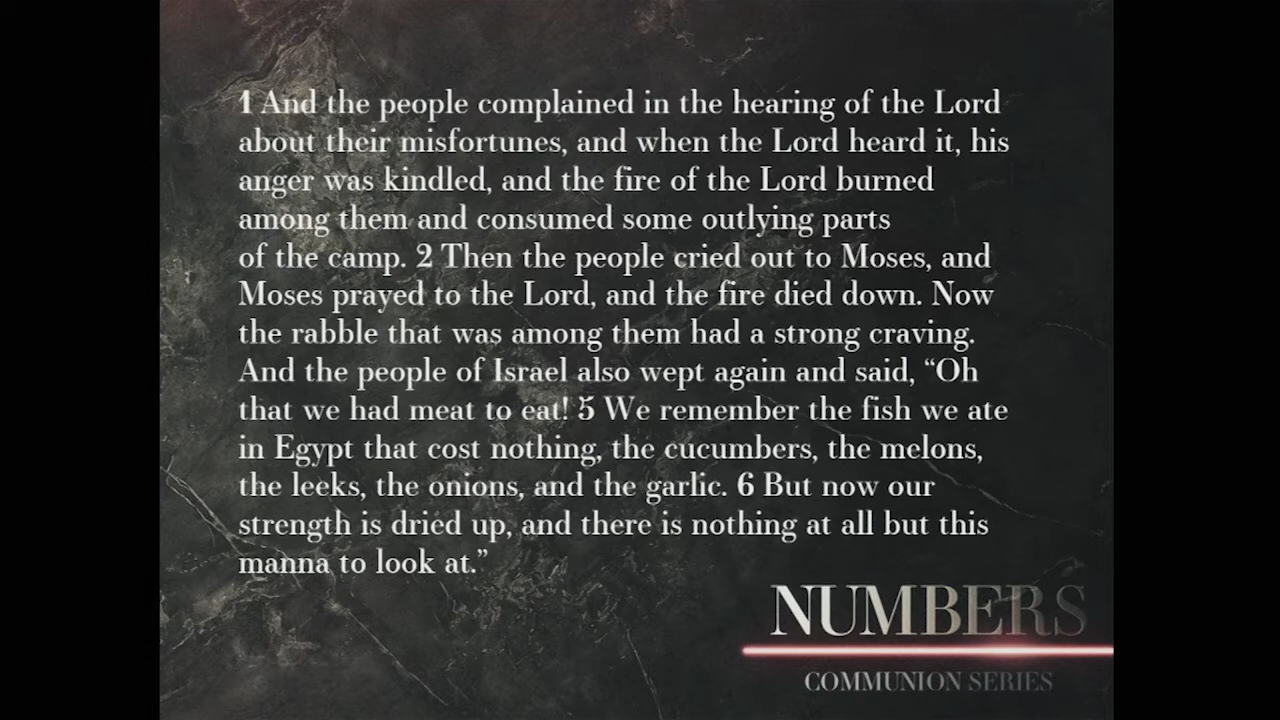 1 And the people complained in the hearing of the Lord
about their misfortunes, and when the Lord heard it, his
anger was kindled, and the fire of the Lord burned
among them and consumed some outlying parts
of the camp. 2 Then the people cried out to Moses, and
Moses prayed to the Lord, and the fire died down. Now
the rabble that was among them had a strong craving.
And the people of Israel also wept again and said, “Oh
that we had meat to eat! 5 We remember the fish we ate
in Egypt that cost nothing, the cucumbers, the melons,
the leeks, the onions, and the garlic. 6 But now our
strength is dried up, and there is nothing at all but this
manna to look at.”
NUMBERS
COMMUNION SERIES